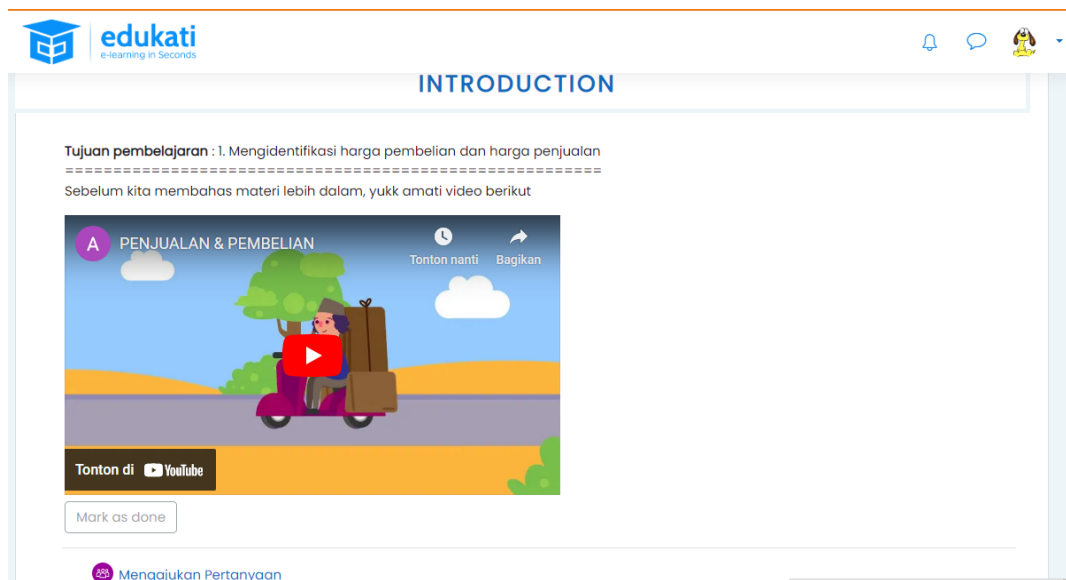 edukati
e-learning in Seconds
INTRODUCTION
Tujuan pembelajaran : 1. Mengidentifikasi harga pembelian dan harga penjualan
========================================================
Sebelum kita membahas materi lebih dalam, yukk amati video berikut
A PENJUALAN & PEMBELIAN
Tonton nanti Bagikan
Tonton di YouTube
Mark as done
Mengajukan Pertanyaan